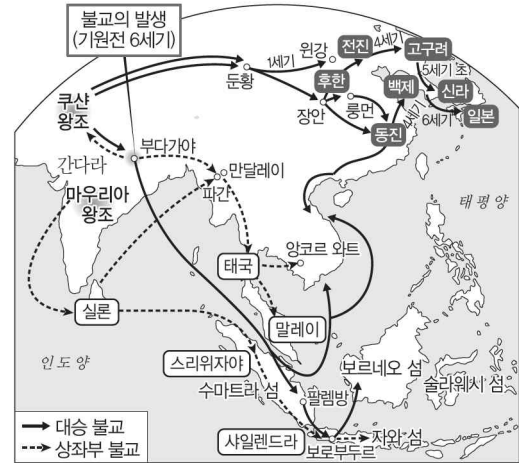 불교의 발생
(기원전 6세기)
쿠샨
왕조
간다라
마우리아
왕조
부다가야
둔황
1세기
윈강
전진
4세기
고구려
5세기 초
신라
6세기
일본
후한
장안
룽먼
동진
4세기
백제
만달레이
파간
태평양
앙코르 와트
태국
말레이
실론
스리위자야
수마트라 섬
인도양
팔렘방
보르네오 섬
술라웨시 섬
샤일렌드라
보로부두르
자와 섬
대승 불교
상좌부 불교